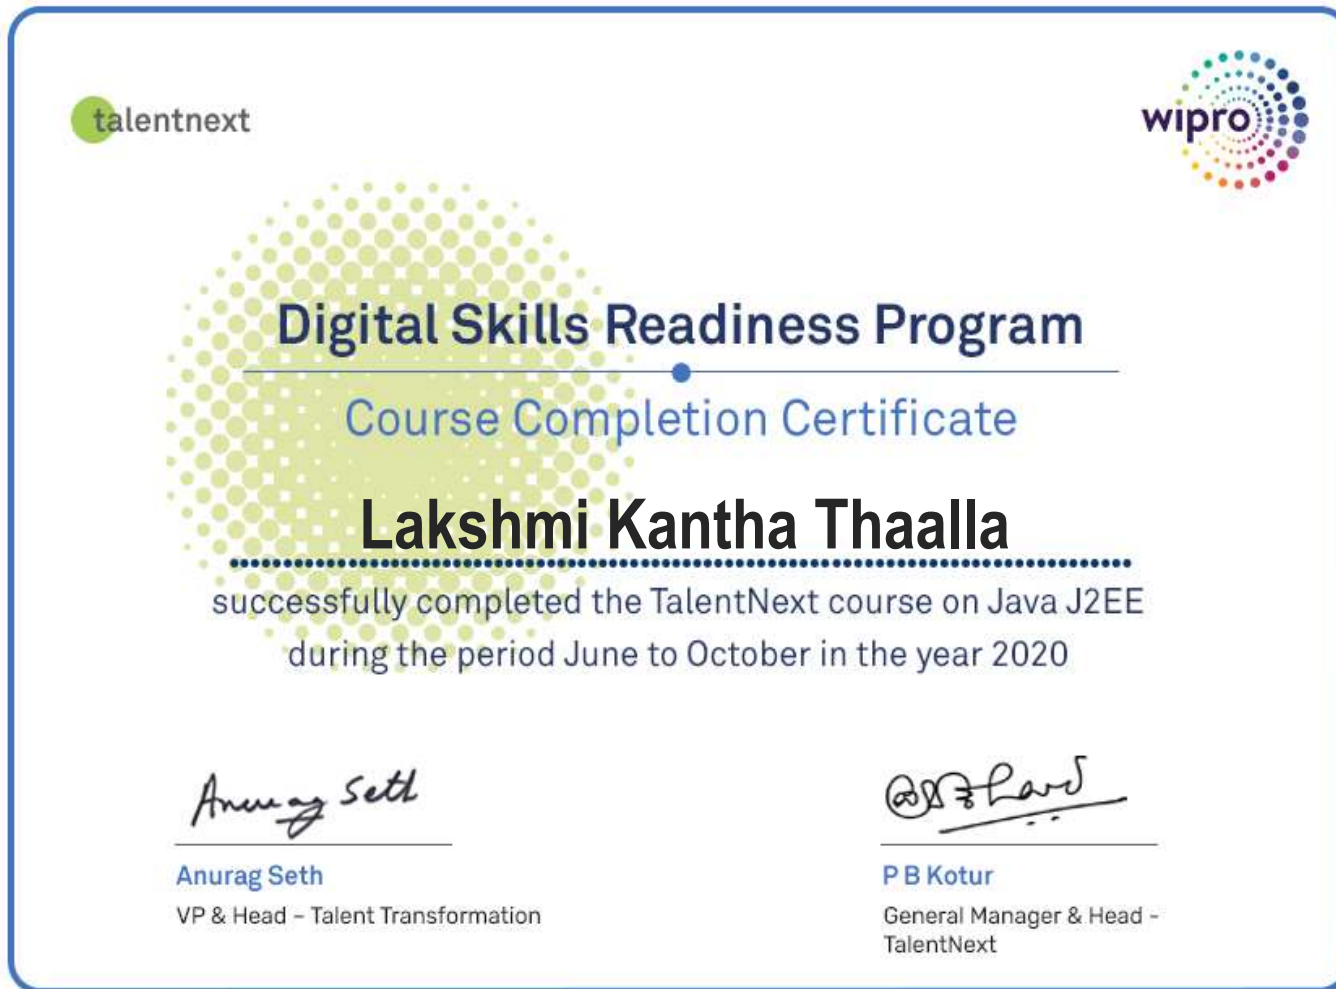 talentnext
wipro
Digital Skills Readiness Program
Course Completion Certificate
Lakshmi Kantha Thaalla
successfully completed the TalentNext course on Java J2EE
during the period June to October in the year 2020
Anurag Seth
Anurag Seth
VP & Head – Talent Transformation
P B Kotur
General Manager & Head -
TalentNext